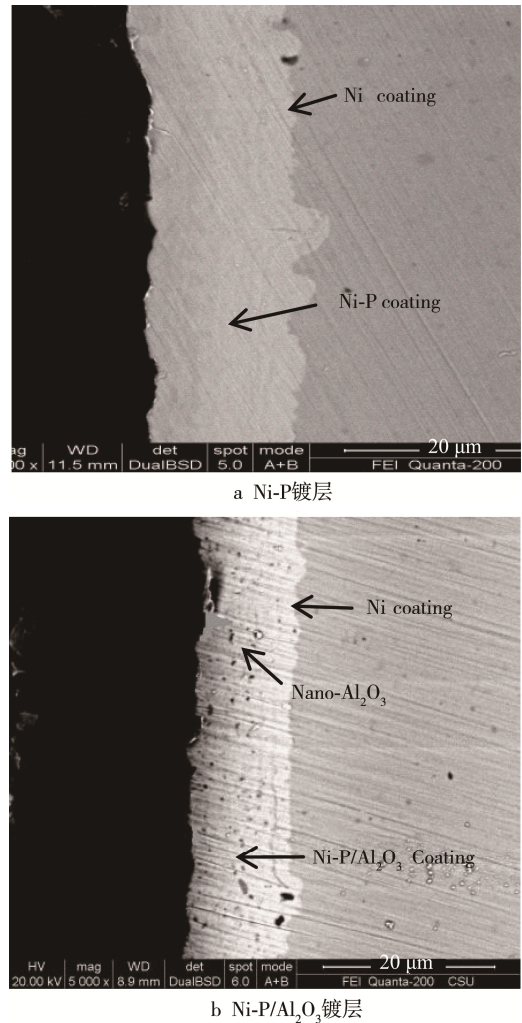 Ni coating
Ni-P coating
ag WD det spot mode 20 μm
00 x 11.5 mm DualBSD 5.0 A+B FEI Quanta-200
a Ni-P镀层
Ni coating
Nano-Al₂O₃
Ni-P/Al₂O₃ Coating
HV mag WD det spot mode 20 μm
20.00 kV 5 000 x 8.9 mm DualBSD 6.0 A+B FEI Quanta-200 CSU
b Ni-P/Al₂O₃镀层